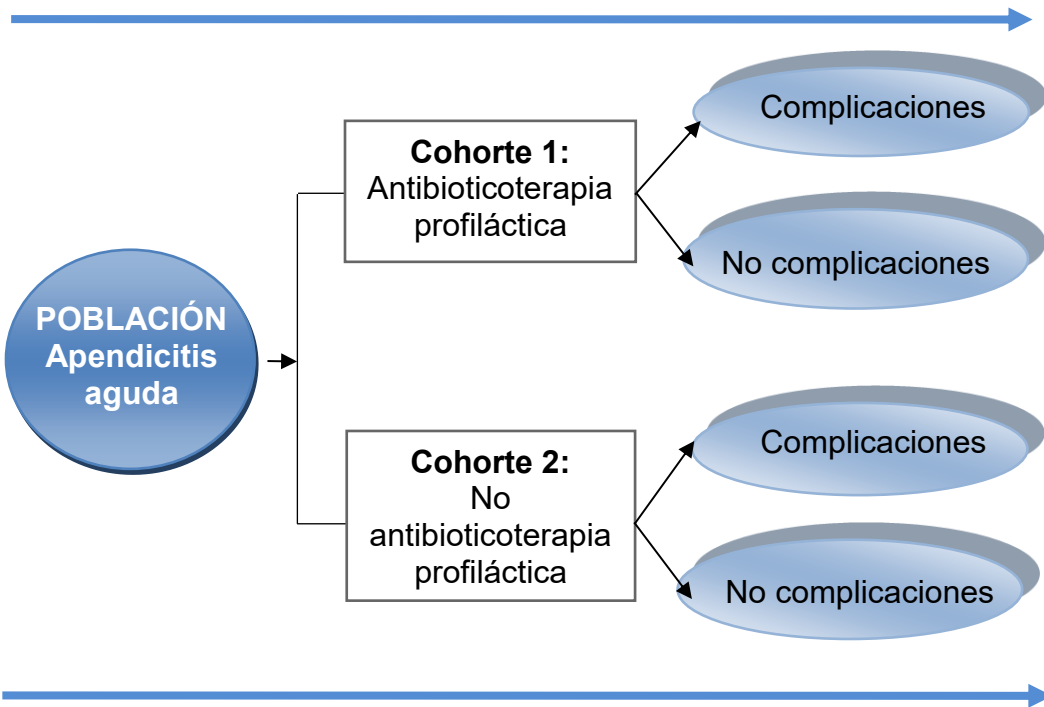 POBLACIÓN
Apendicitis
aguda
Cohorte 1:
Antibioticoterapia
profiláctica
Complicaciones
No complicaciones
Cohorte 2:
No
antibioticoterapia
profiláctica
Complicaciones
No complicaciones